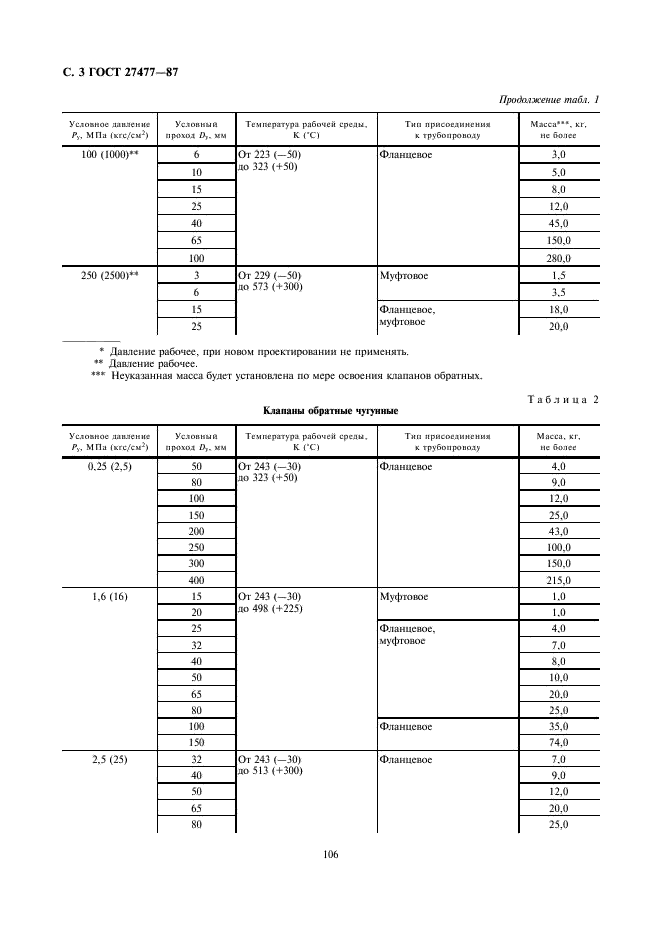 С. 3 ГОСТ 27477—87
Продолжение табл. 1
Условное давление Условный Температура рабочей среды, Тип присоединения Масса***, кг,
Pу, МПа (кгс/см²) проход Dу, мм К (°С) к трубопроводу не более
100 (1000)** 6 От 223 (—50) Фланцевое 3,0
до 323 (+50)
10 5,0
15 8,0
25 12,0
40 45,0
65 150,0
100 280,0
250 (2500)** 3 От 229 (—50) Муфтовое 1,5
до 573 (+300)
6 3,5
15 Фланцевое, 18,0
муфтовое
25 20,0
* Давление рабочее, при новом проектировании не применять.
** Давление рабочее.
*** Неуказанная масса будет установлена по мере освоения клапанов обратных.
Таблица 2
Клапаны обратные чугунные
Условное давление Условный Температура рабочей среды, Тип присоединения Масса, кг,
Pу, МПа (кгс/см²) проход Dу, мм К (°С) к трубопроводу не более
0,25 (2,5) 50 От 243 (—30) Фланцевое 4,0
до 323 (+50)
80 9,0
100 12,0
150 25,0
200 43,0
250 100,0
300 150,0
400 215,0
1,6 (16) 15 От 243 (—30) Муфтовое 1,0
до 498 (+225)
20 1,0
25 Фланцевое, 4,0
муфтовое
32 7,0
40 8,0
50 10,0
65 20,0
80 25,0
100 Фланцевое 35,0
150 74,0
2,5 (25) 32 От 243 (—30) Фланцевое 7,0
до 513 (+300)
40 9,0
50 12,0
65 20,0
80 25,0
106